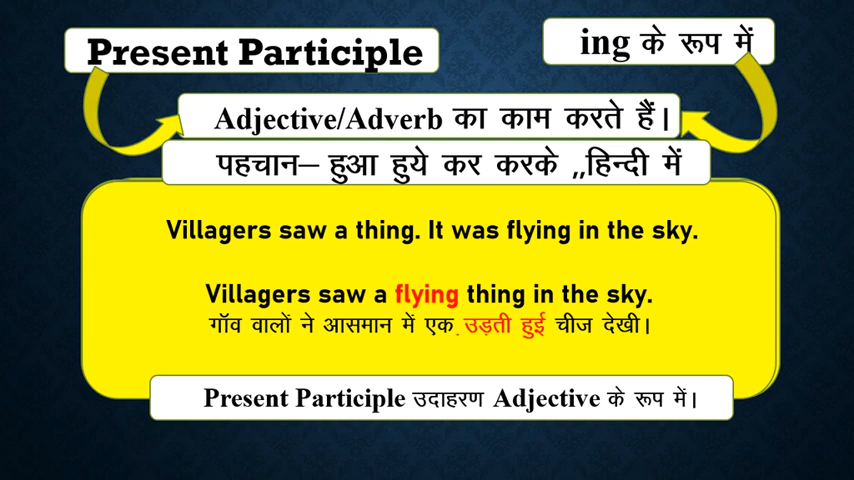 Present Participle
ing के रूप में
Adjective/Adverb का काम करते हैं।
पहचान– हुआ हुये कर करके ,,हिन्दी में
Villagers saw a thing. It was flying in the sky.
Villagers saw a flying thing in the sky.
गॉव वालों ने आसमान में एक उड़ती हुई चीज देखी।
Present Participle उदाहरण Adjective के रूप में।